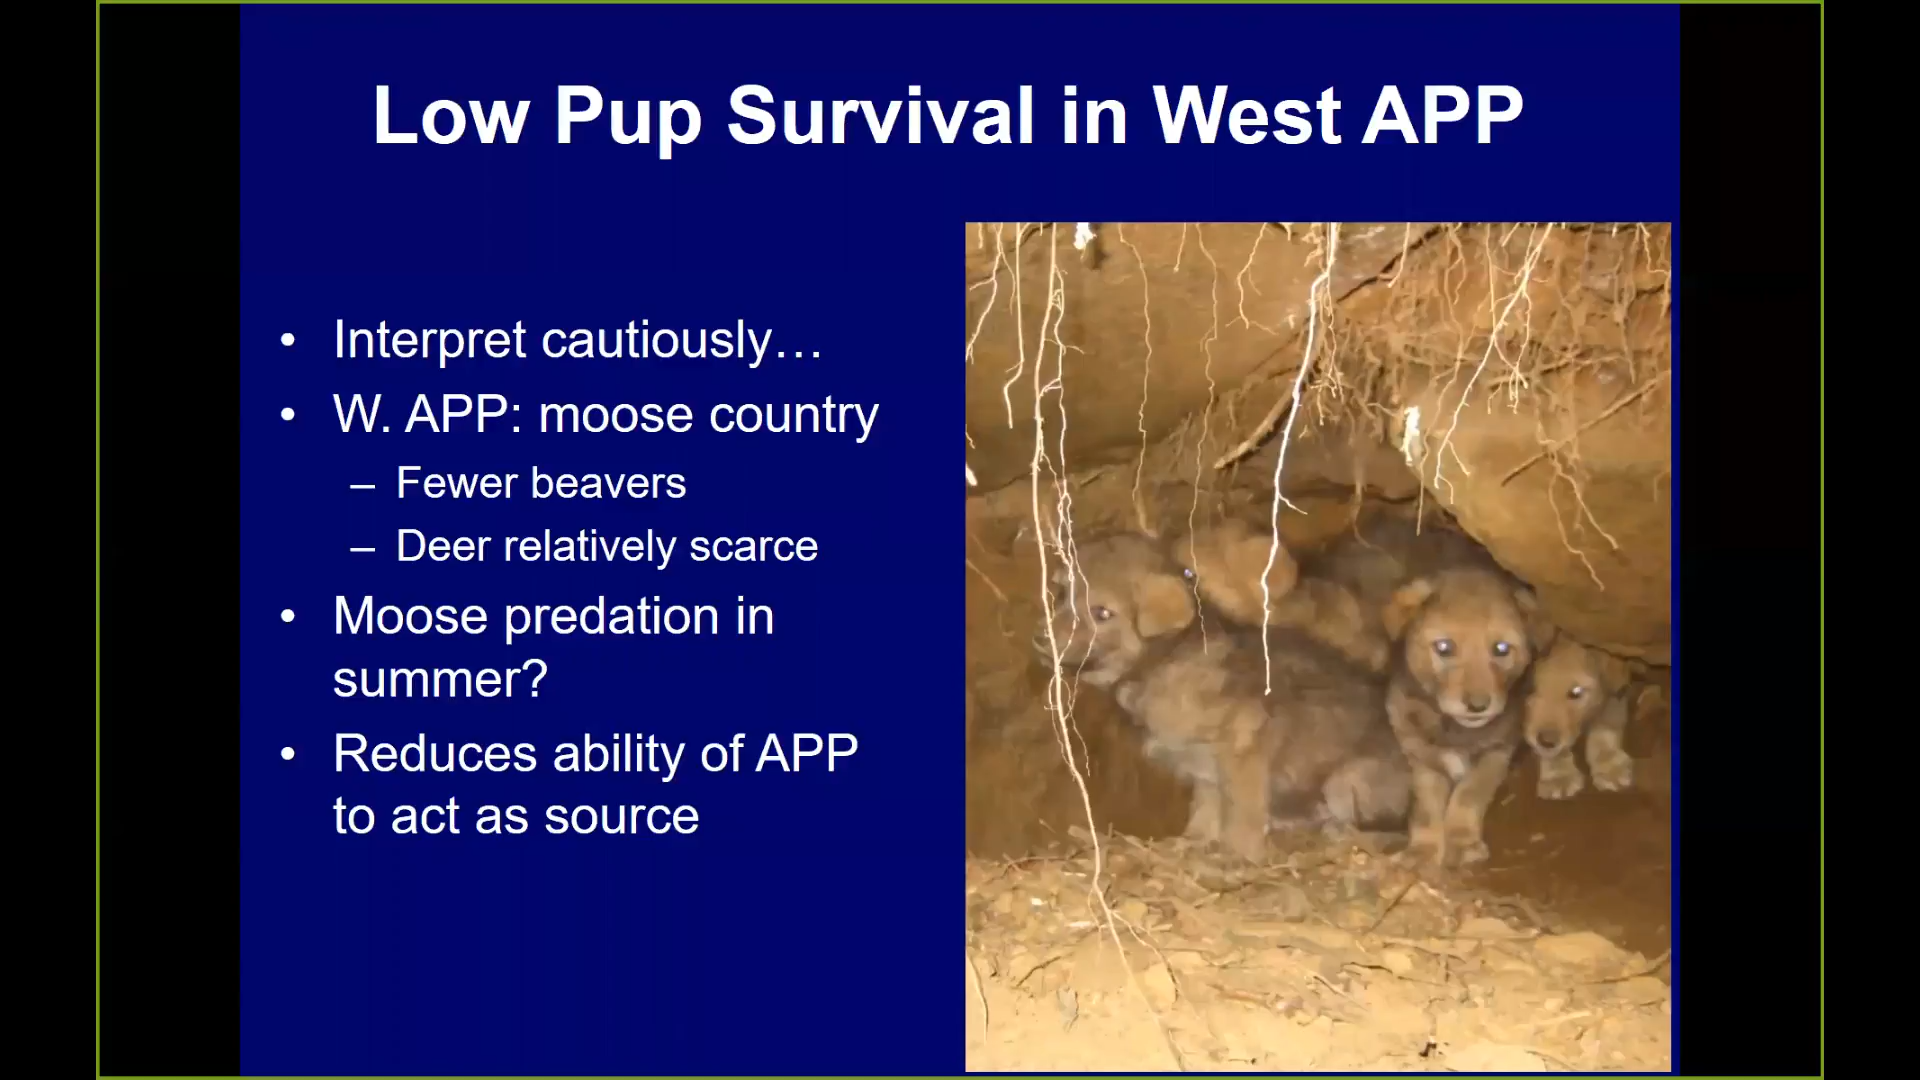 Low Pup Survival in West APP
• Interpret cautiously…
• W. APP: moose country
– Fewer beavers
– Deer relatively scarce
• Moose predation in
summer?
• Reduces ability of APP
to act as source